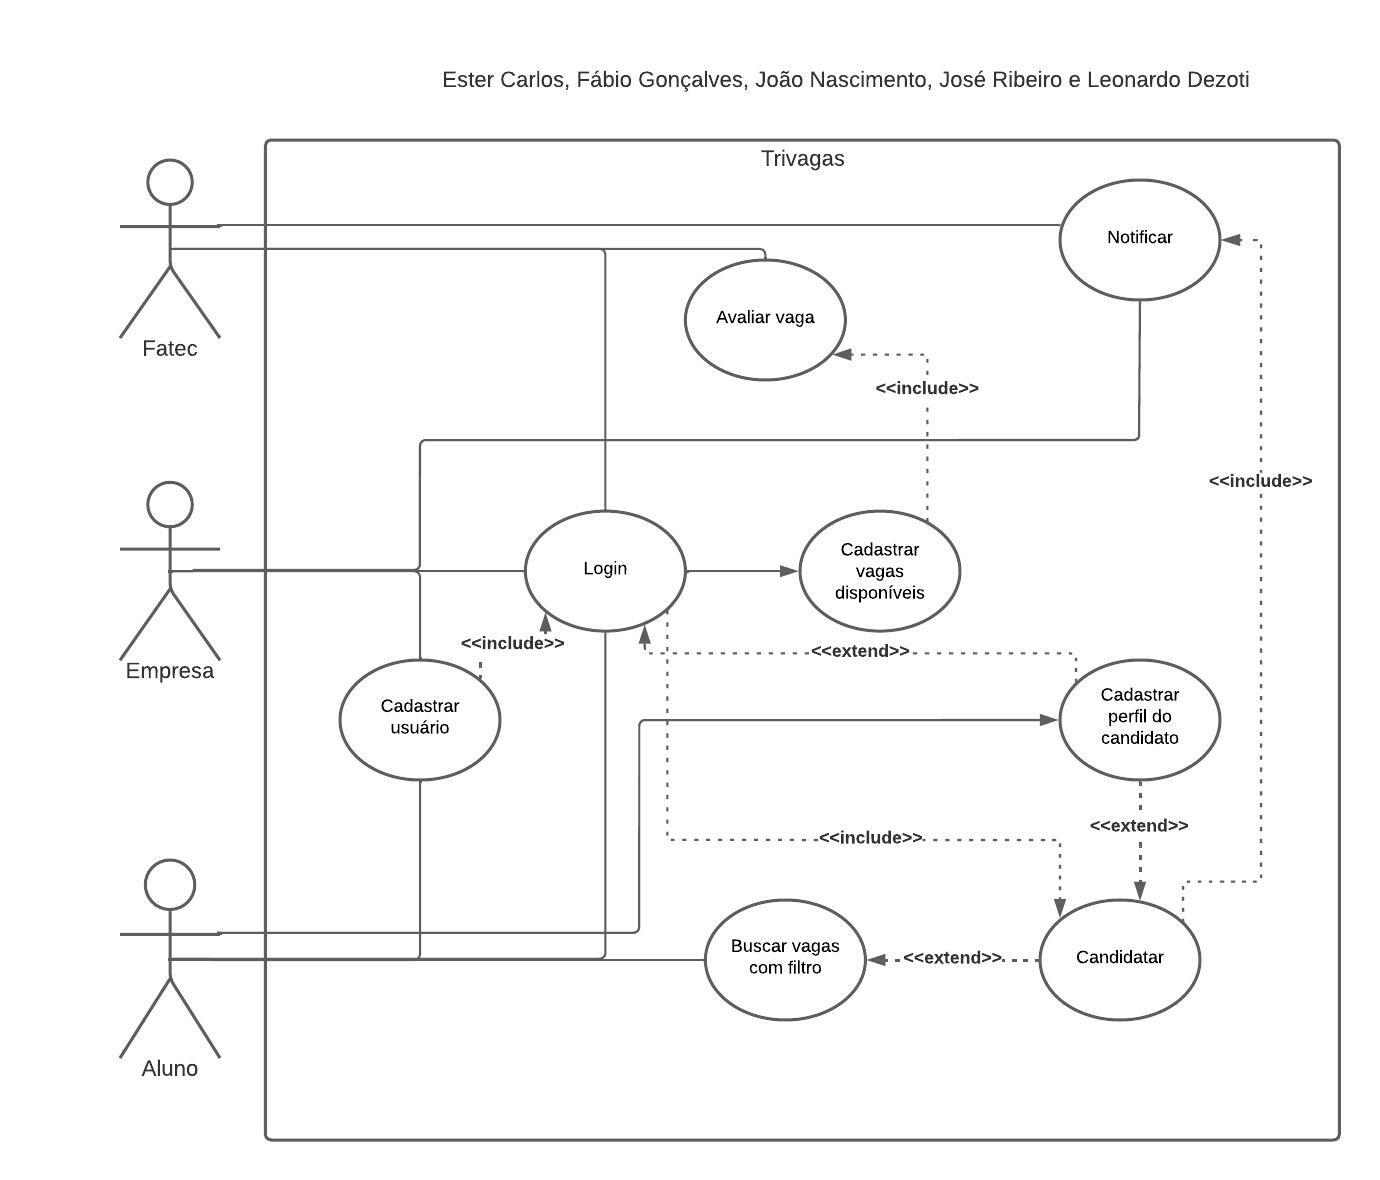 Ester Carlos, Fábio Gonçalves, João Nascimento, José Ribeiro e Leonardo Dezoti
Trivagas
Notificar
Avaliar vaga
Fatec
<<include>>
<<include>>
Cadastrar
vagas
disponíveis
Login
<<include>>
<<extend>>
Empresa
Cadastrar
usuário
Cadastrar
perfil do
candidato
<<extend>>
<<include>>
Buscar vagas
com filtro
<<extend>>
Candidatar
Aluno